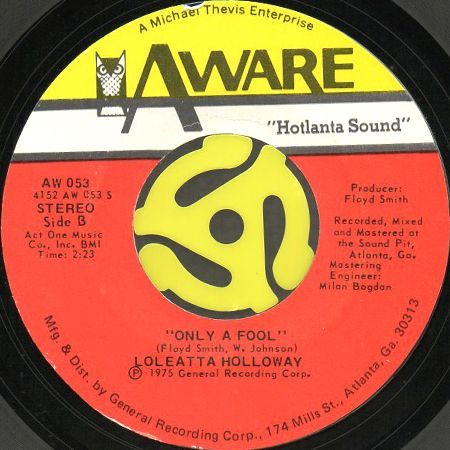 A Michael Thevis Enterprise
AWARE
"Hotlanta Sound"
AW 053
4152 AW 053 S
STEREO
Side B
Act One Music
Co., Inc. BMI
Time: 2:23
Producer:
Floyd Smith
Recorded, Mixed
and Mastered at
the Sound Pit,
Atlanta, Ga.
Mastering
Engineer:
Milan Bogdan
"ONLY A FOOL"
(Floyd Smith, W. Johnson)
LOLEATTA HOLLOWAY
Ⓟ 1975 General Recording Corp.
Mfg. & Dist. by General Recording Corp., 174 Mills St., Atlanta, Ga. 30313